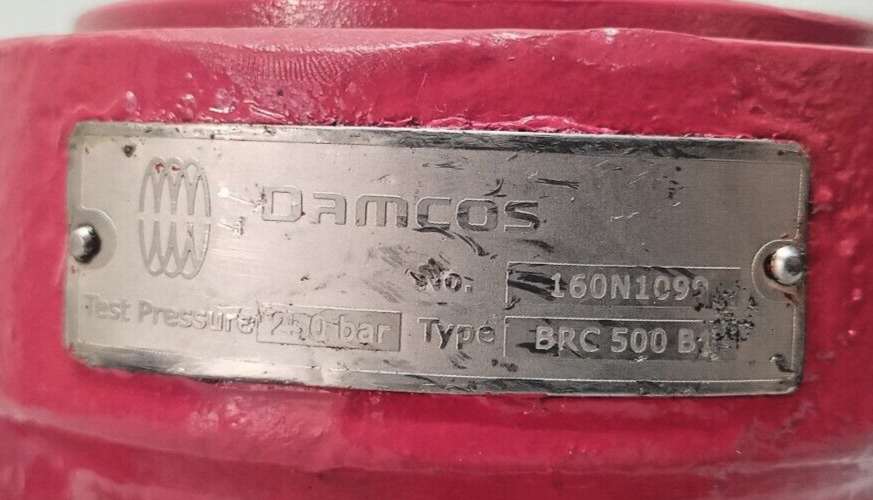 Damcos
No. 160N1099
Test Pressure 250 bar Type BRC 500 B1